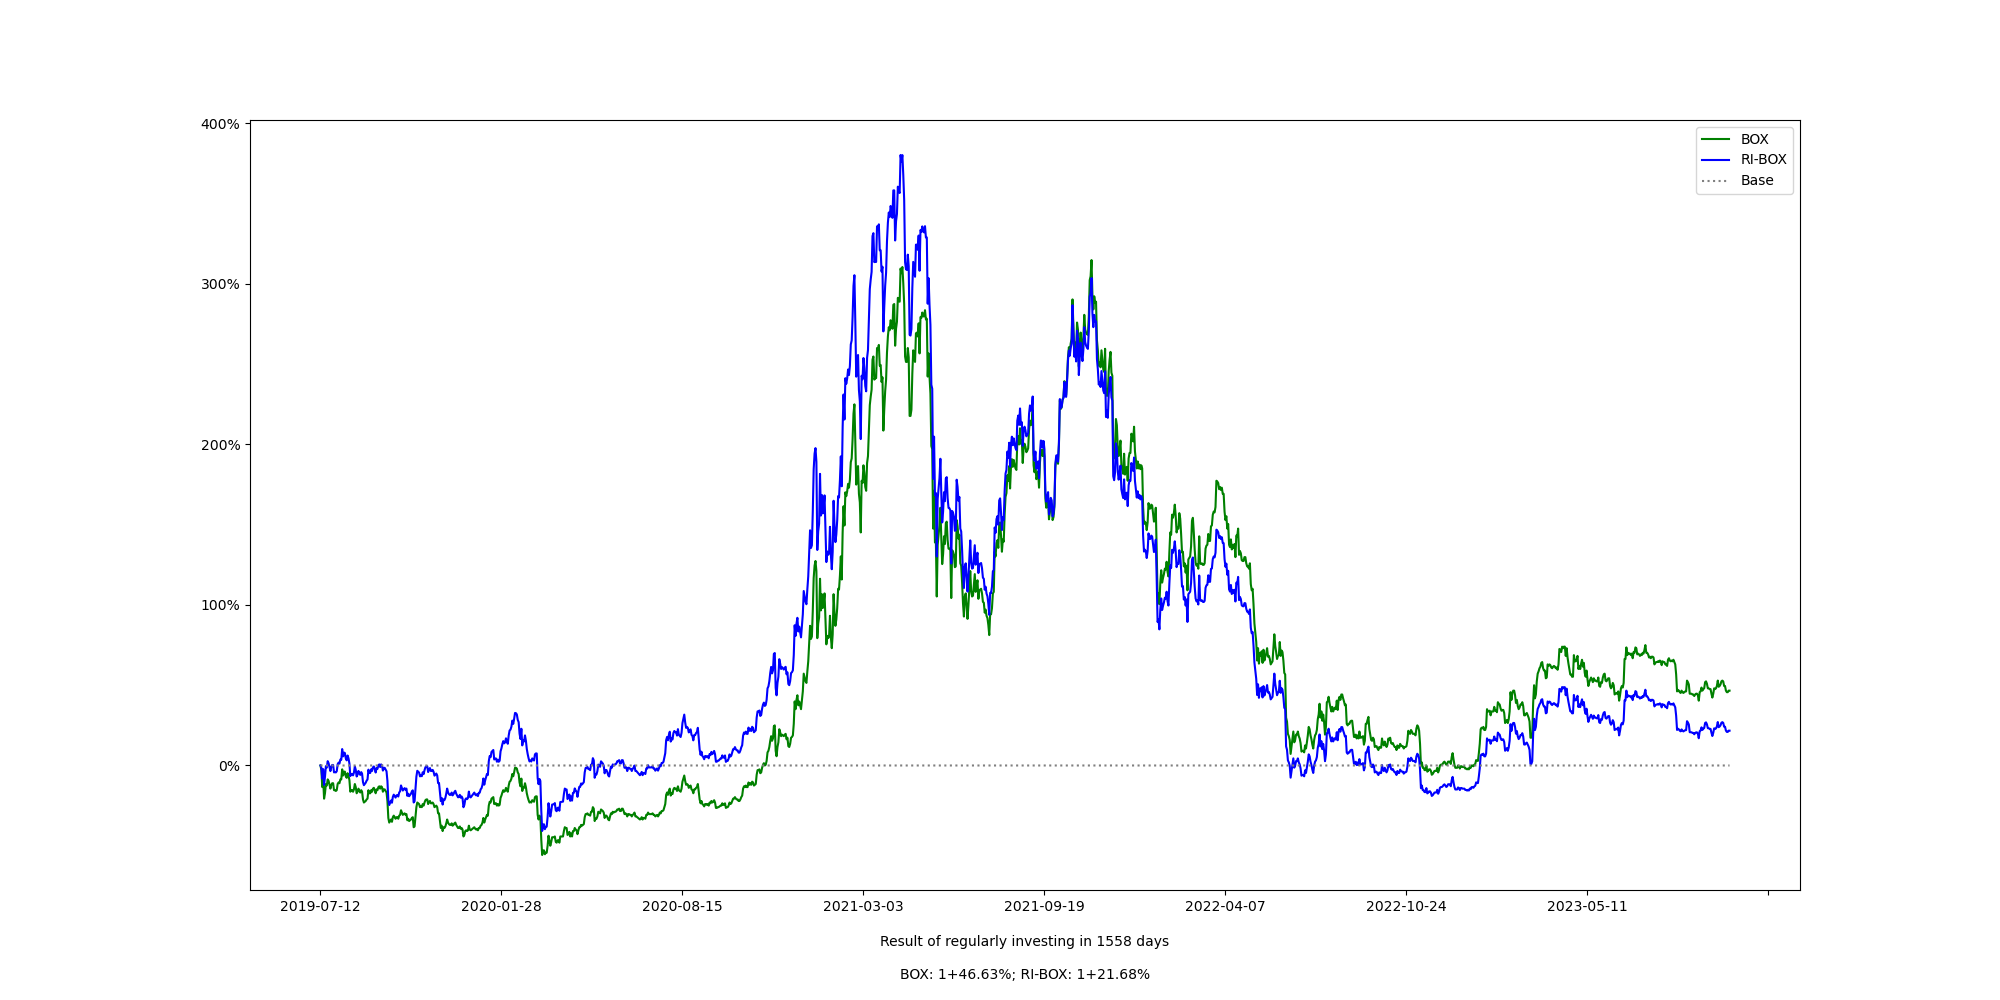 400%
300%
200%
100%
0%
BOX
RI-BOX
Base
2019-07-12 2020-01-28 2020-08-15 2021-03-03 2021-09-19 2022-04-07 2022-10-24 2023-05-11
Result of regularly investing in 1558 days
BOX: 1+46.63%; RI-BOX: 1+21.68%